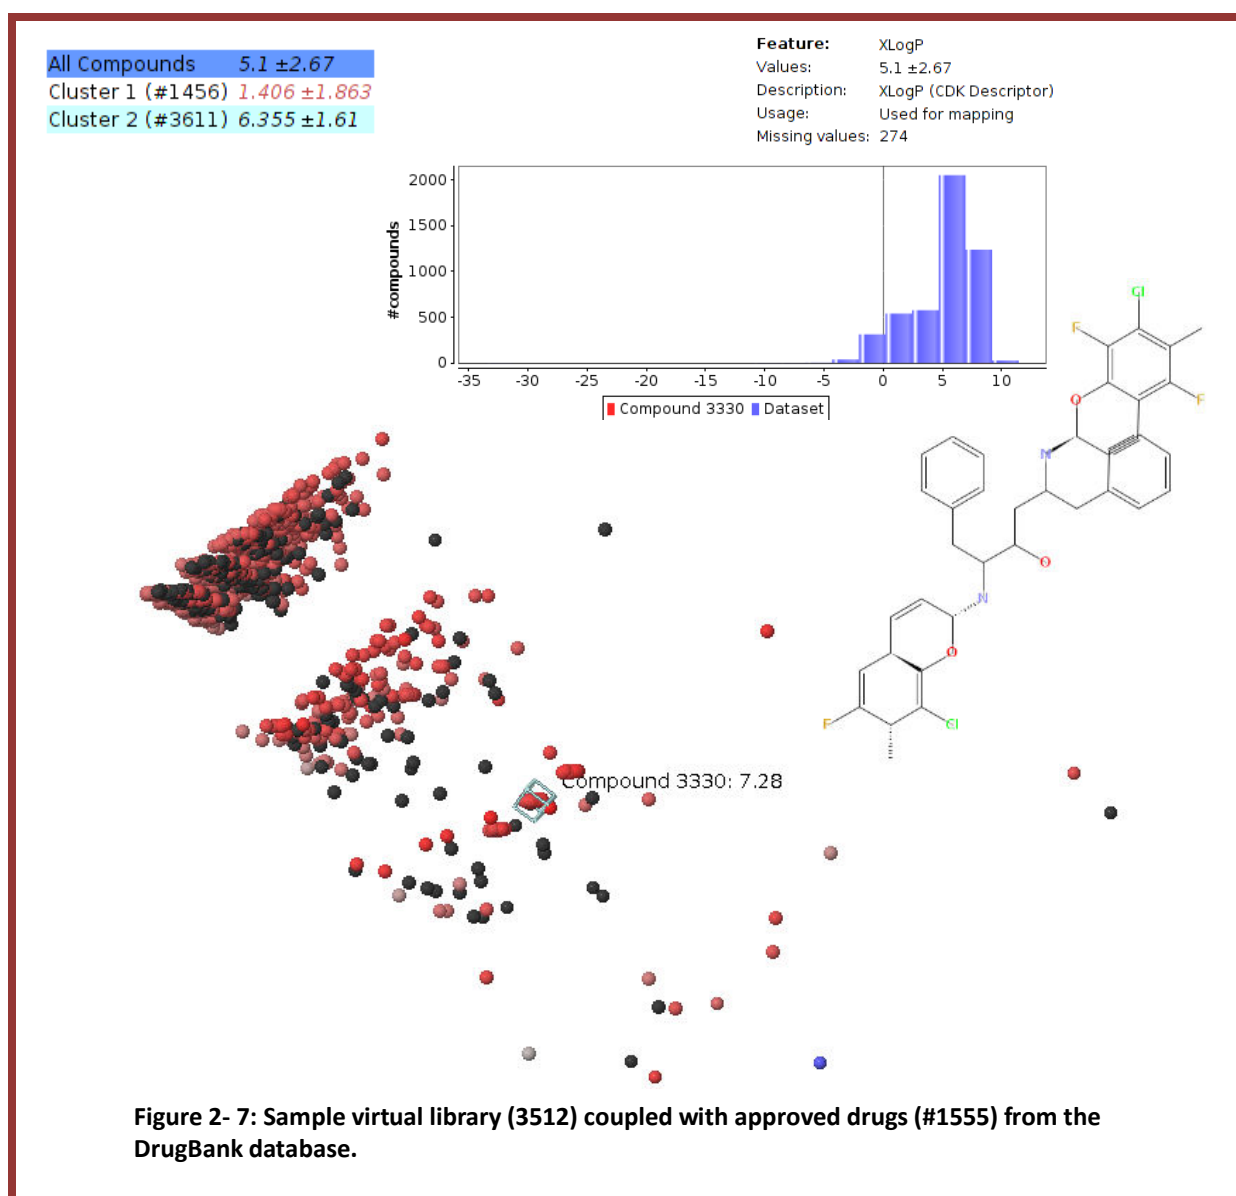 All Compounds 5.1 ±2.67
Cluster 1 (#1456) 1.406 ±1.863
Cluster 2 (#3611) 6.355 ±1.61
Feature: XLogP
Values: 5.1 ±2.67
Description: XLogP (CDK Descriptor)
Usage: Used for mapping
Missing values: 274
#compounds
2000
1500
1000
500
0
-35 -30 -25 -20 -15 -10 -5 0 5 10
Compound 3330 Dataset
Cl
F
F
O
N
O
N
O
F Cl
Compound 3330: 7.28
Figure 2- 7: Sample virtual library (3512) coupled with approved drugs (#1555) from the
DrugBank database.